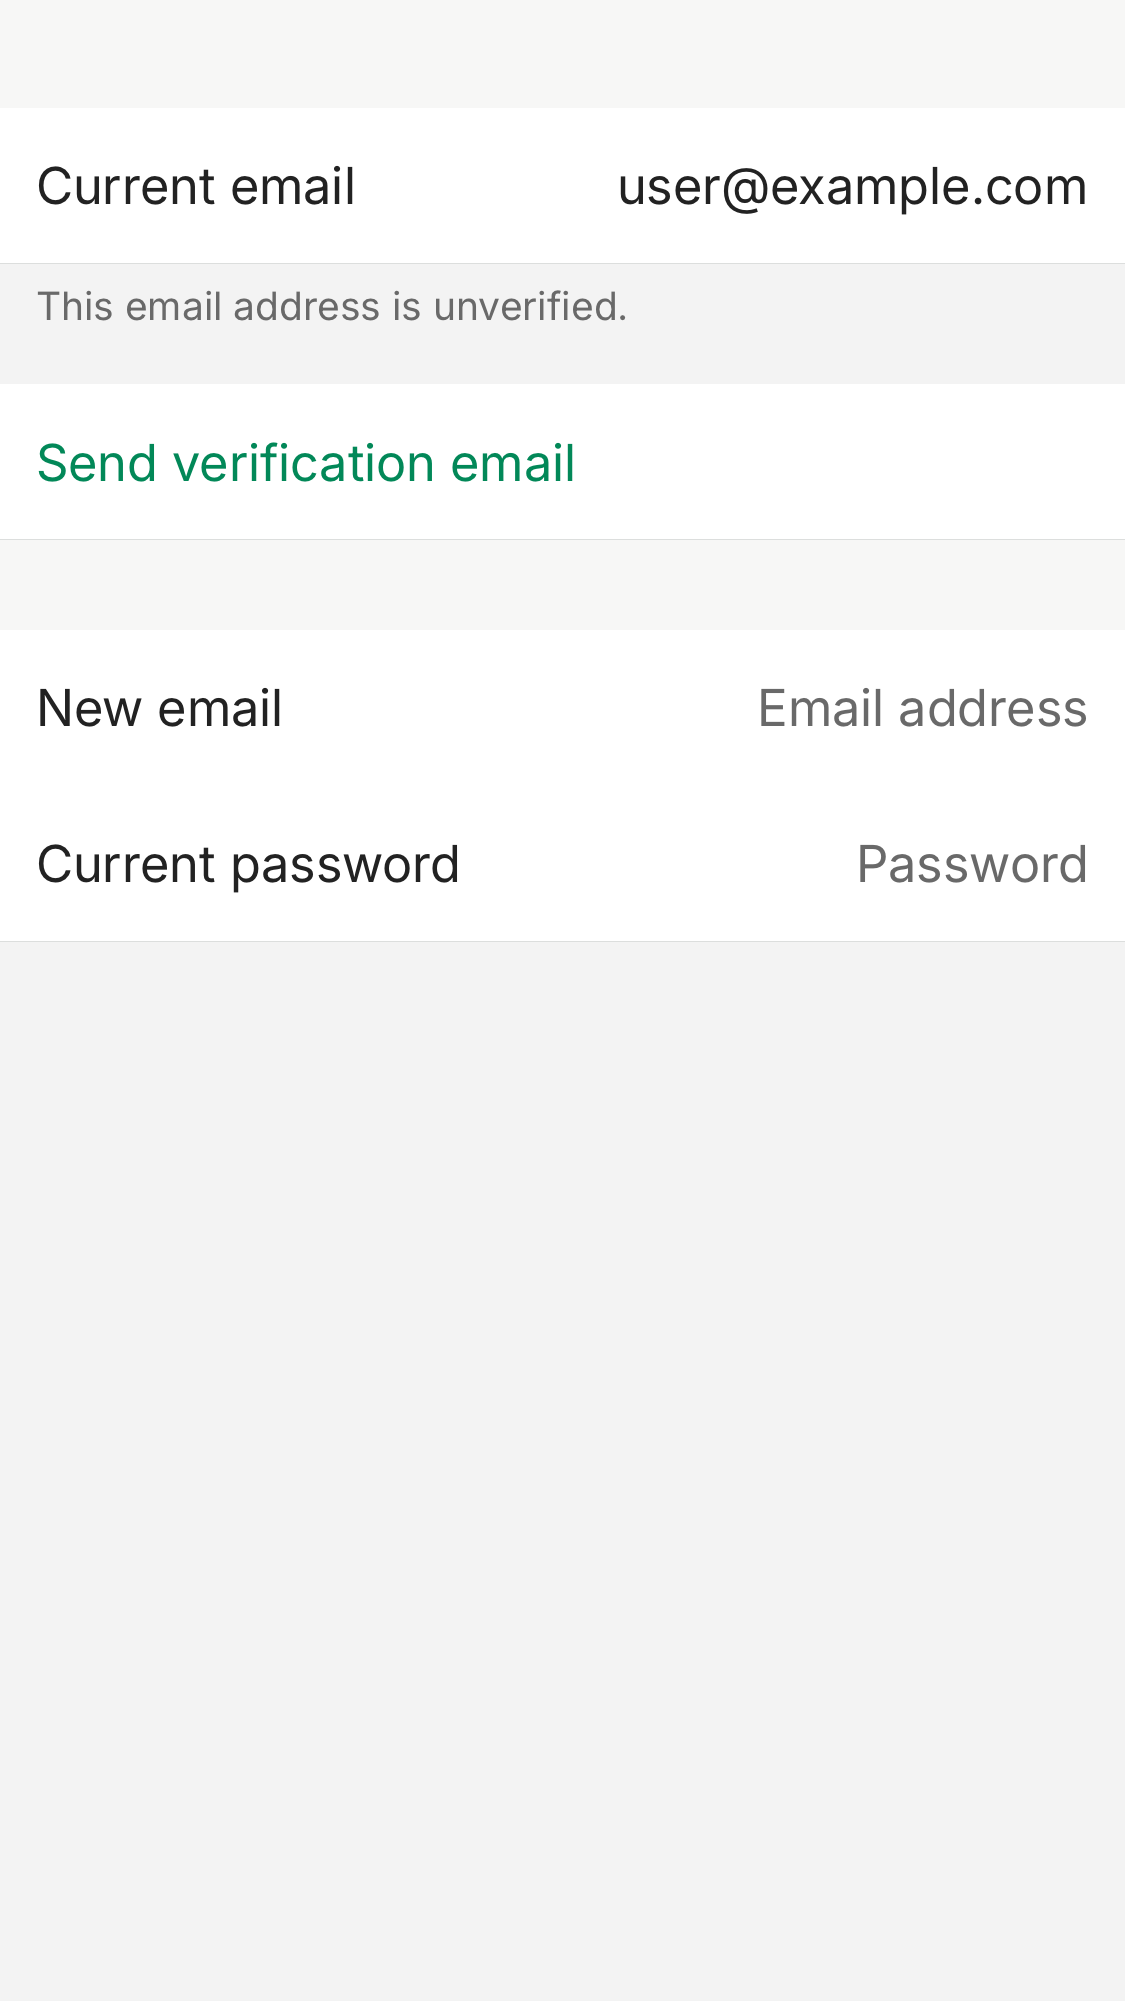 Current email user@example.com
This email address is unverified.
Send verification email
New email Email address
Current password Password